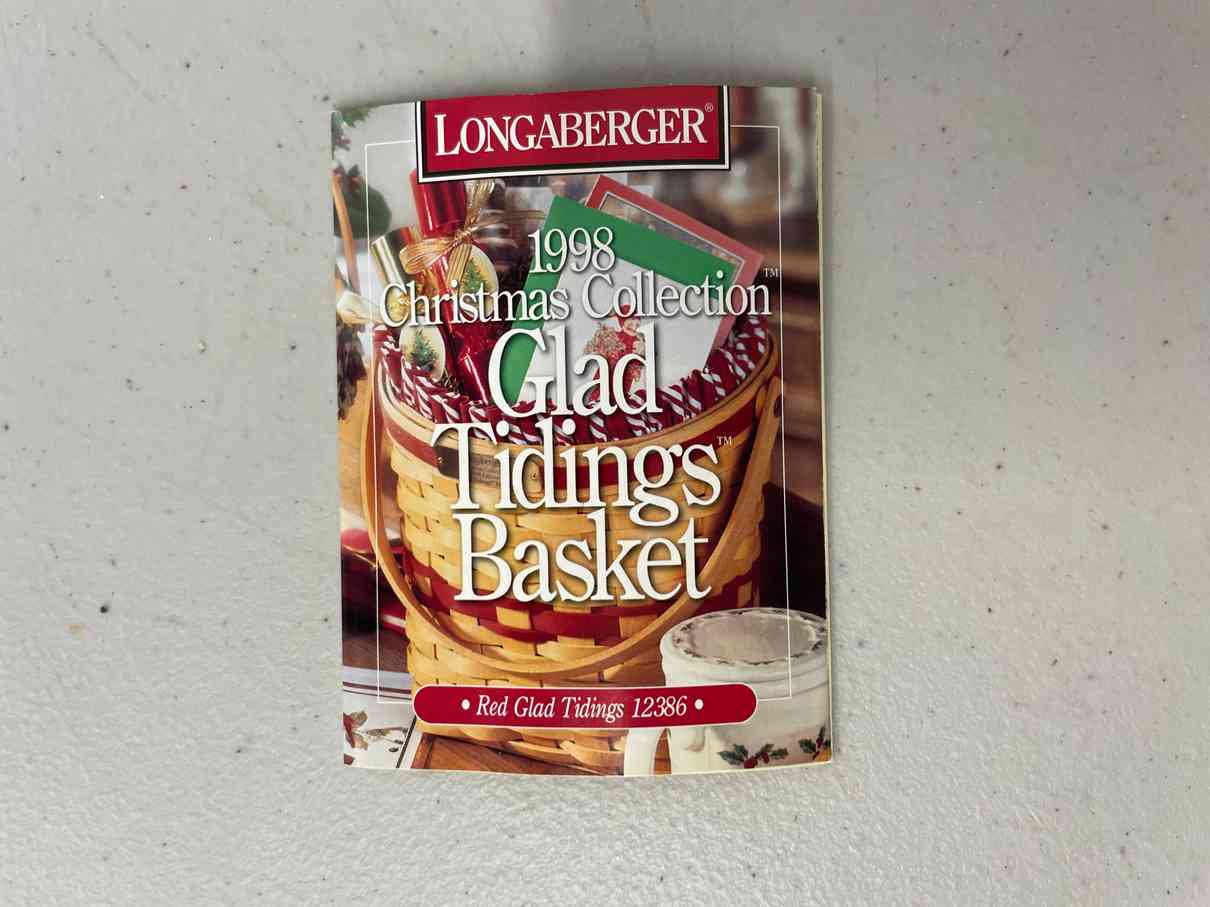 LONGABERGER®
1998
Christmas Collection™
Glad
Tidings™
Basket
• Red Glad Tidings 12386 •